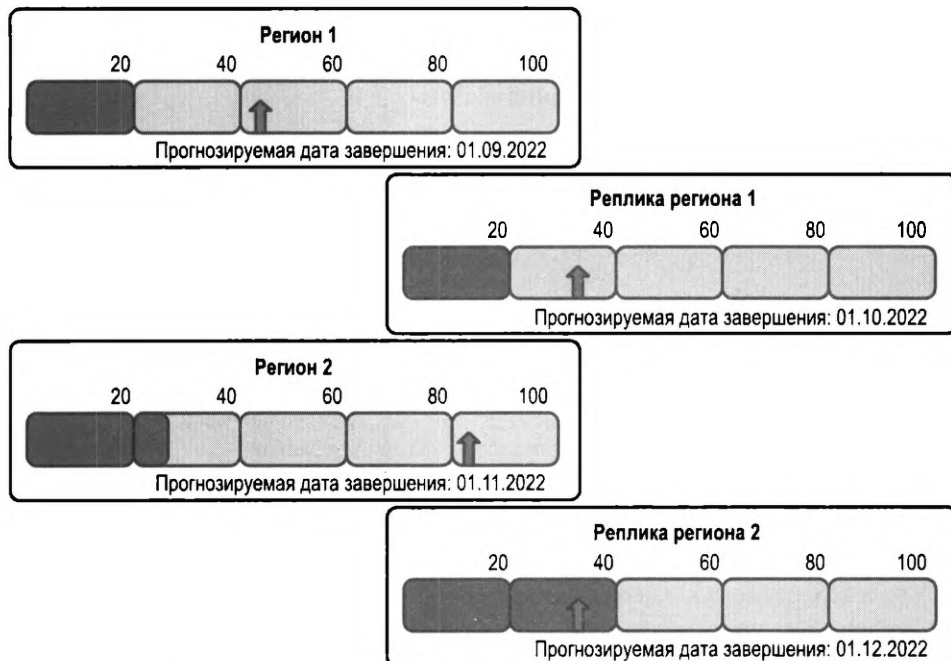 Регион 1
20 40 60 80 100
Прогнозируемая дата завершения: 01.09.2022
Реплика региона 1
20 40 60 80 100
Прогнозируемая дата завершения: 01.10.2022
Регион 2
20 40 60 80 100
Прогнозируемая дата завершения: 01.11.2022
Реплика региона 2
20 40 60 80 100
Прогнозируемая дата завершения: 01.12.2022